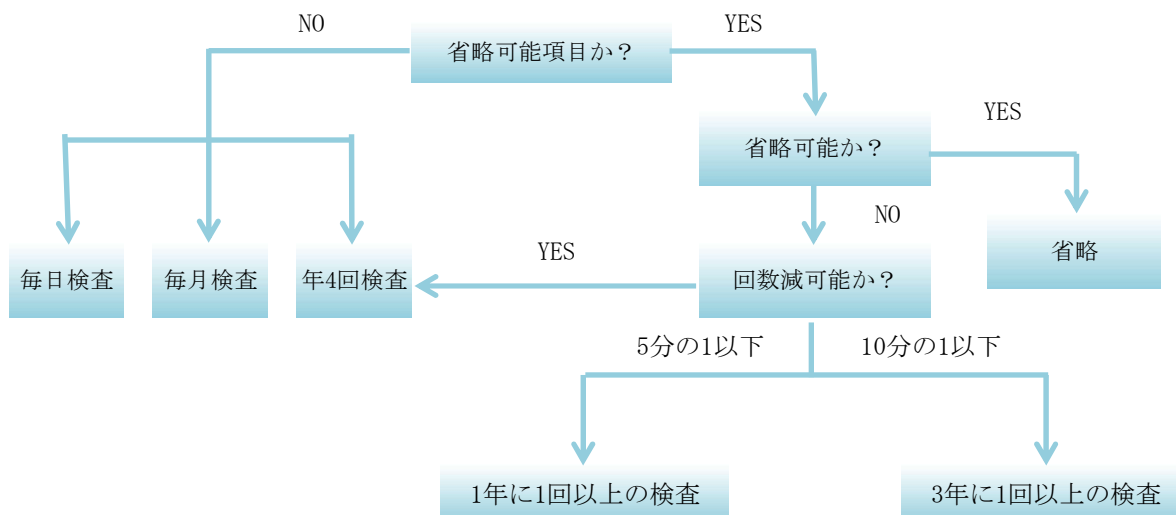 NO
YES
省略可能項目か？
YES
省略可能か？
NO
省略
毎日検査
毎月検査
年4回検査
YES
回数減可能か？
5分の1以下
10分の1以下
1年に1回以上の検査
3年に1回以上の検査